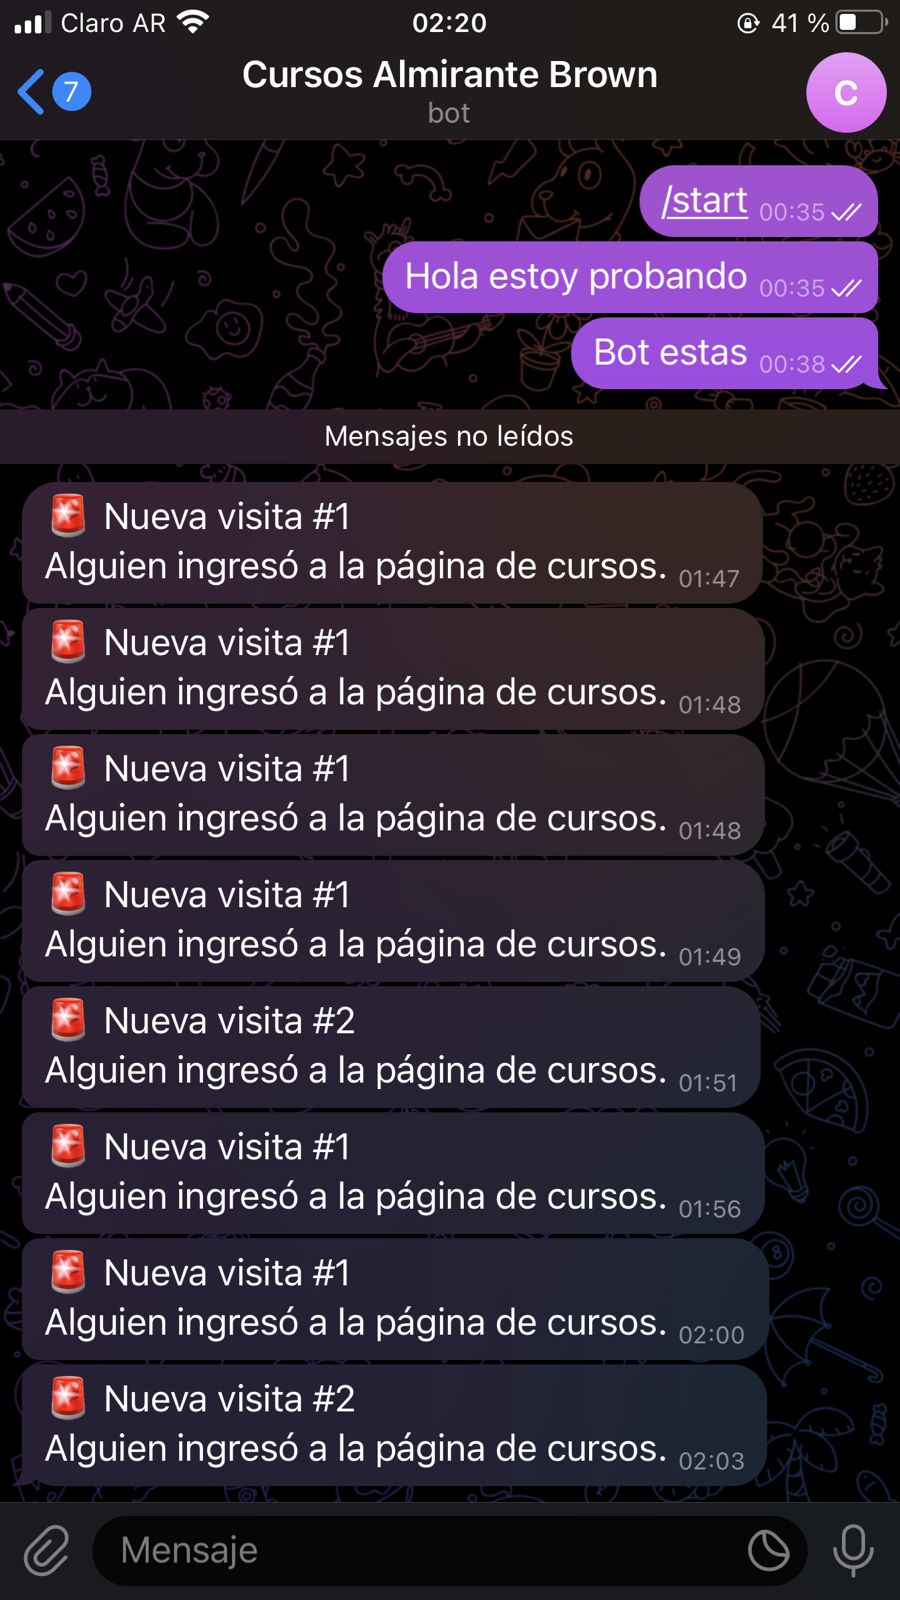 Claro AR 02:20 41 %
7 Cursos Almirante Brown C
bot
/start 00:35
Hola estoy probando 00:35
Bot estas 00:38
Mensajes no leídos
🚨 Nueva visita #1
Alguien ingresó a la página de cursos. 01:47
🚨 Nueva visita #1
Alguien ingresó a la página de cursos. 01:48
🚨 Nueva visita #1
Alguien ingresó a la página de cursos. 01:48
🚨 Nueva visita #1
Alguien ingresó a la página de cursos. 01:49
🚨 Nueva visita #2
Alguien ingresó a la página de cursos. 01:51
🚨 Nueva visita #1
Alguien ingresó a la página de cursos. 01:56
🚨 Nueva visita #1
Alguien ingresó a la página de cursos. 02:00
🚨 Nueva visita #2
Alguien ingresó a la página de cursos. 02:03
Mensaje